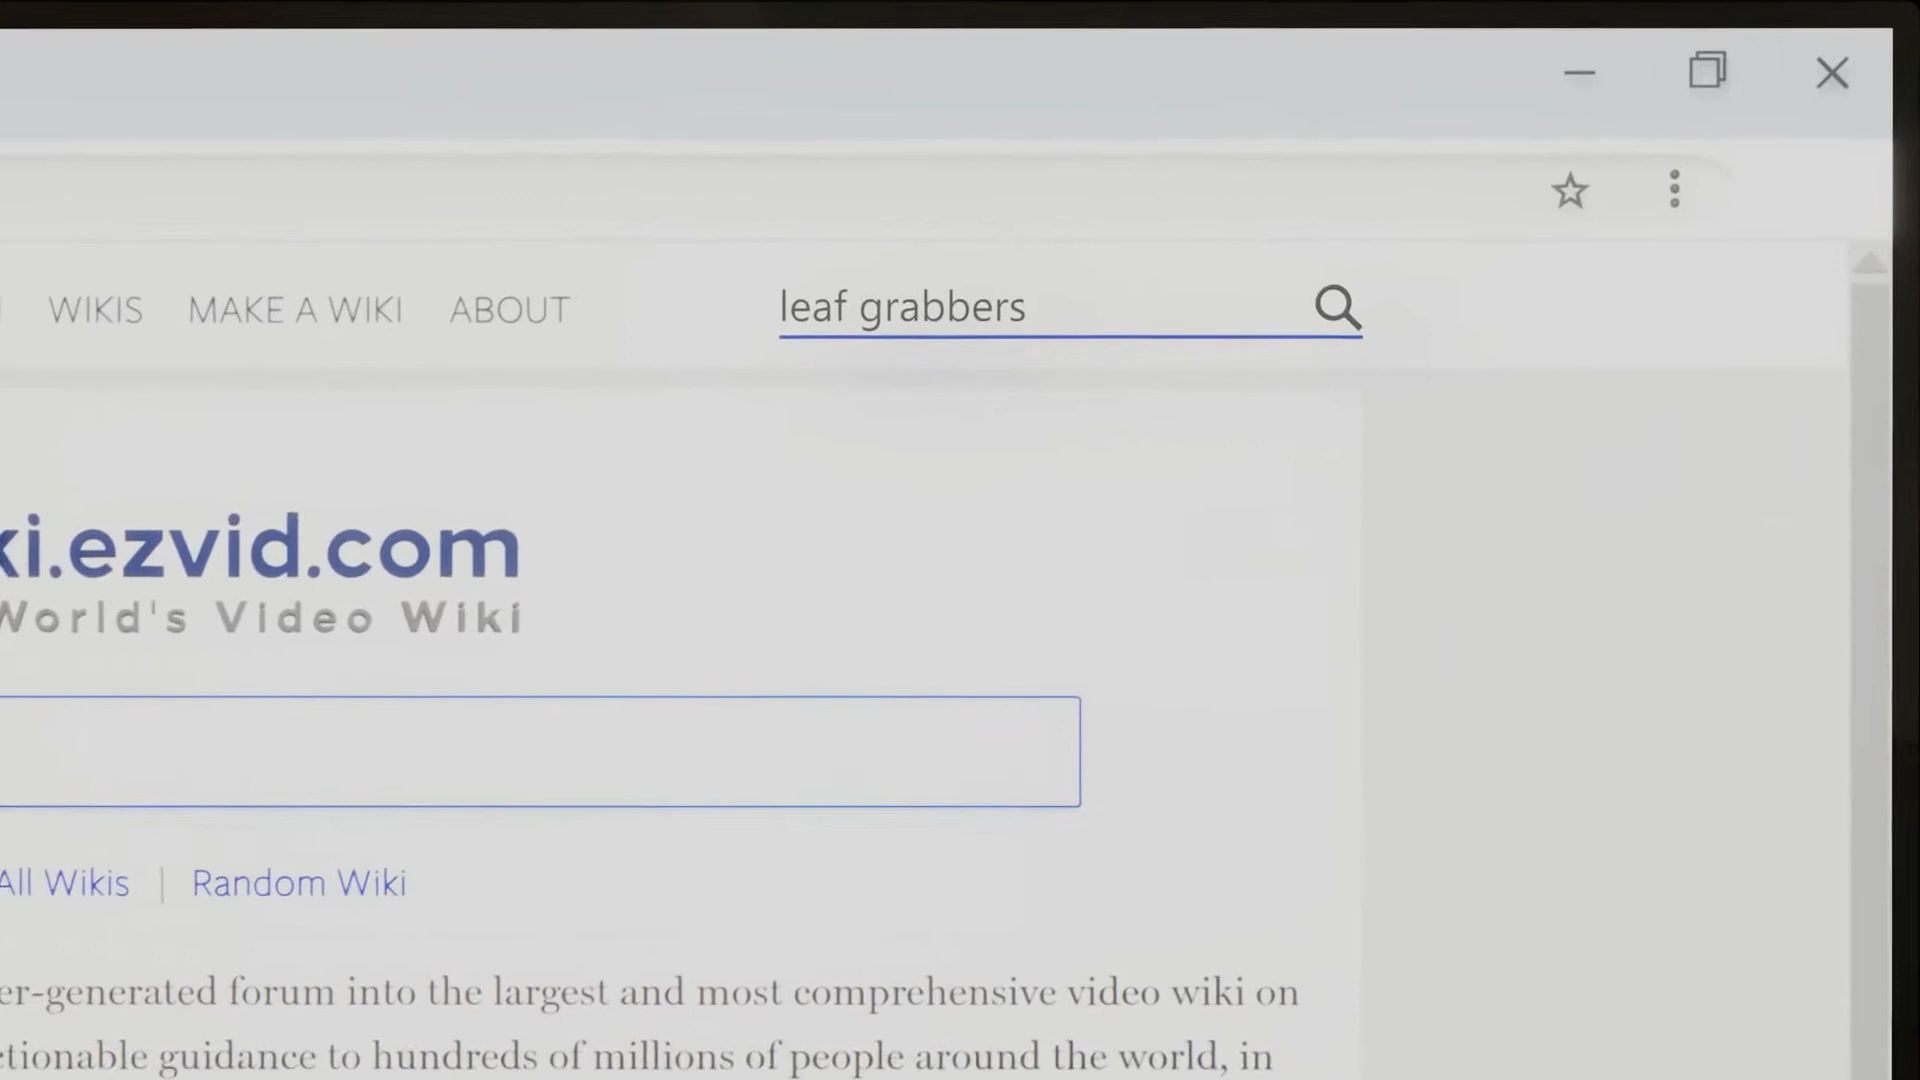 WIKIS MAKE A WIKI ABOUT leaf grabbers
ki.ezvid.com
World's Video Wiki
All Wikis | Random Wiki
er-generated forum into the largest and most comprehensive video wiki on
ctionable guidance to hundreds of millions of people around the world, in